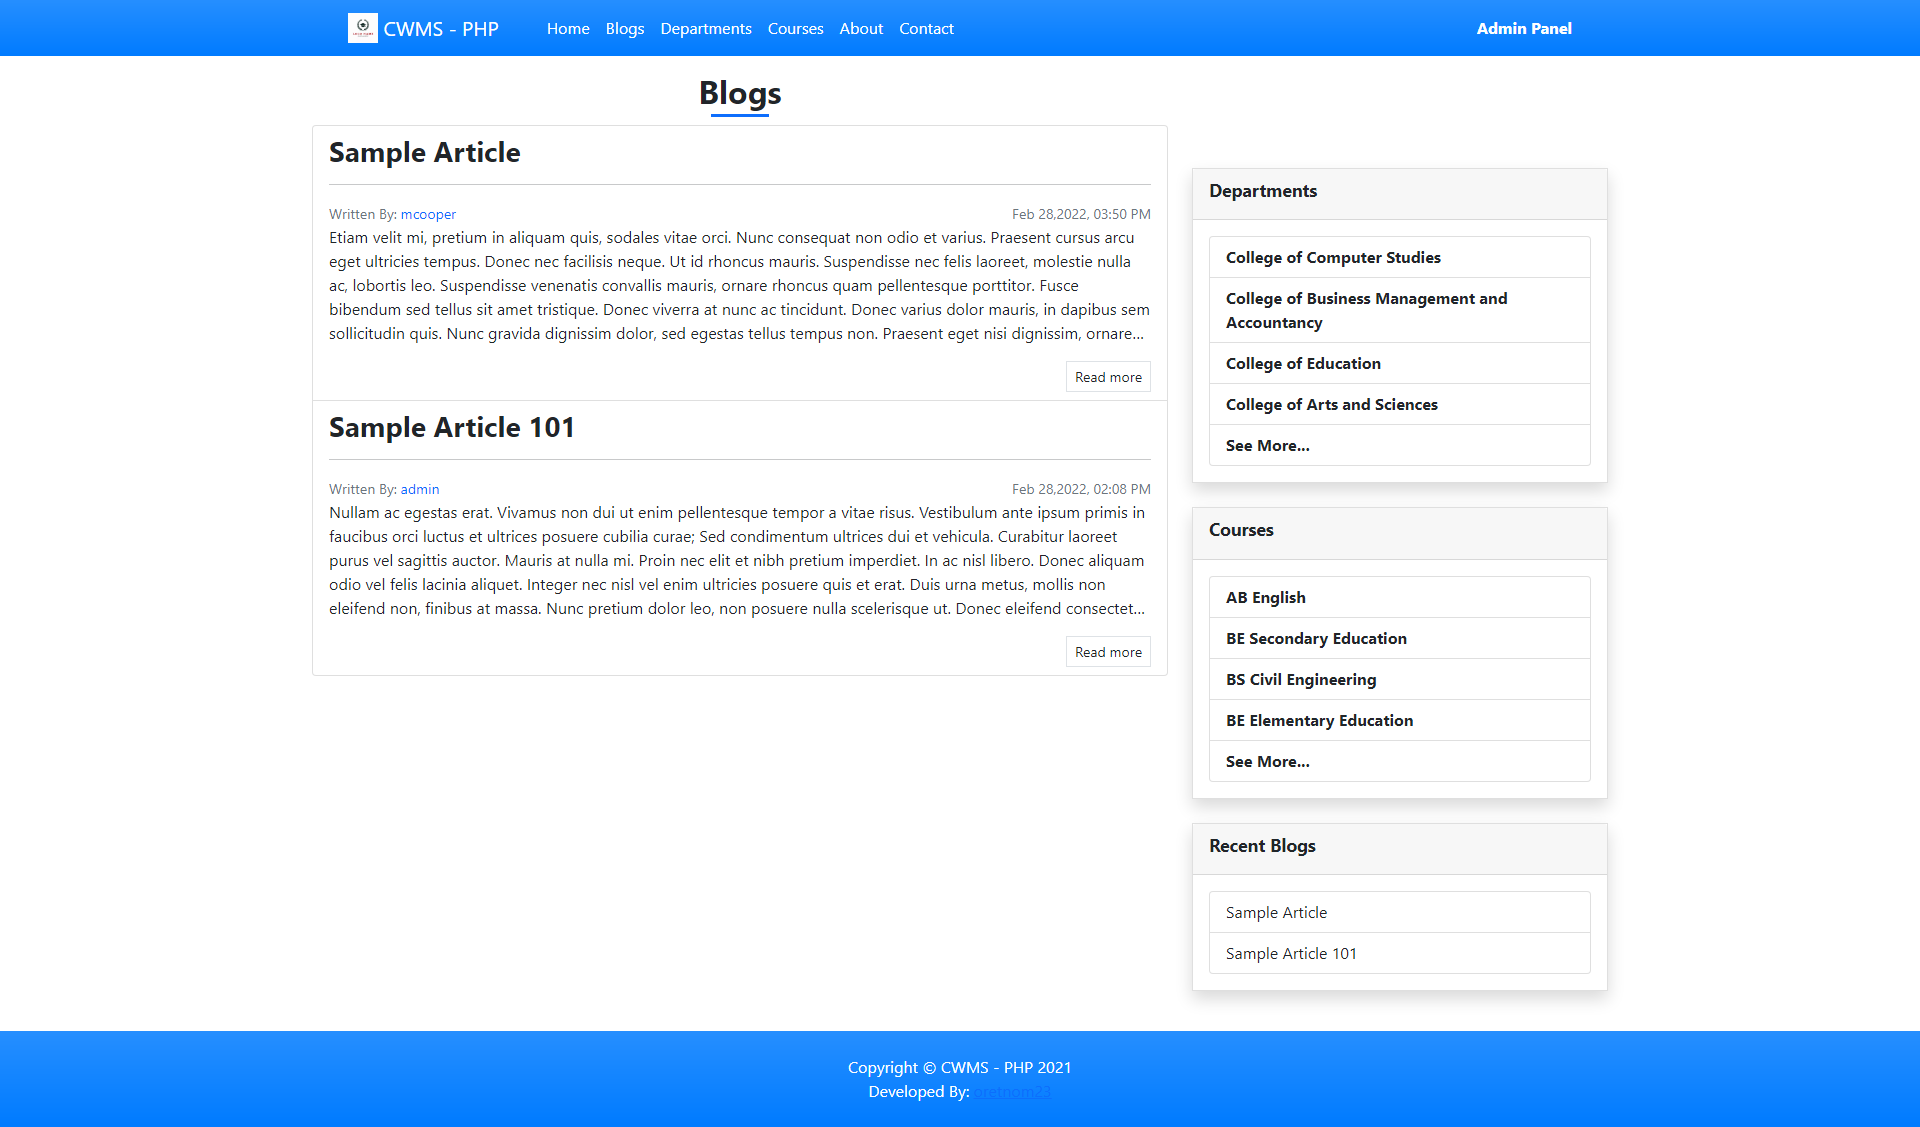 CWMS - PHP
Home
Blogs
Departments
Courses
About
Contact
Admin Panel
Blogs
Sample Article
Written By: mcooper
Feb 28,2022, 03:50 PM
Etiam velit mi, pretium in aliquam quis, sodales vitae orci. Nunc consequat non odio et varius. Praesent cursus arcu
eget ultricies tempus. Donec nec facilisis neque. Ut id rhoncus mauris. Suspendisse nec felis laoreet, molestie nulla
ac, lobortis leo. Suspendisse venenatis convallis mauris, ornare rhoncus quam pellentesque porttitor. Fusce
bibendum sed tellus sit amet tristique. Donec viverra at nunc ac tincidunt. Donec varius dolor mauris, in dapibus sem
sollicitudin quis. Nunc gravida dignissim dolor, sed egestas tellus tempus non. Praesent eget nisi dignissim, ornare...
Read more
Sample Article 101
Written By: admin
Feb 28,2022, 02:08 PM
Nullam ac egestas erat. Vivamus non dui ut enim pellentesque tempor a vitae risus. Vestibulum ante ipsum primis in
faucibus orci luctus et ultrices posuere cubilia curae; Sed condimentum ultrices dui et vehicula. Curabitur laoreet
purus vel sagittis auctor. Mauris at nulla mi. Proin nec elit et nibh pretium imperdiet. In ac nisl libero. Donec aliquam
odio vel felis lacinia aliquet. Integer nec nisl vel enim ultricies posuere quis et erat. Duis urna metus, mollis non
eleifend non, finibus at massa. Nunc pretium dolor leo, non posuere nulla scelerisque ut. Donec eleifend consectet...
Read more
Departments
College of Computer Studies
College of Business Management and
Accountancy
College of Education
College of Arts and Sciences
See More...
Courses
AB English
BE Secondary Education
BS Civil Engineering
BE Elementary Education
See More...
Recent Blogs
Sample Article
Sample Article 101
Copyright © CWMS - PHP 2021
Developed By: oretnom23